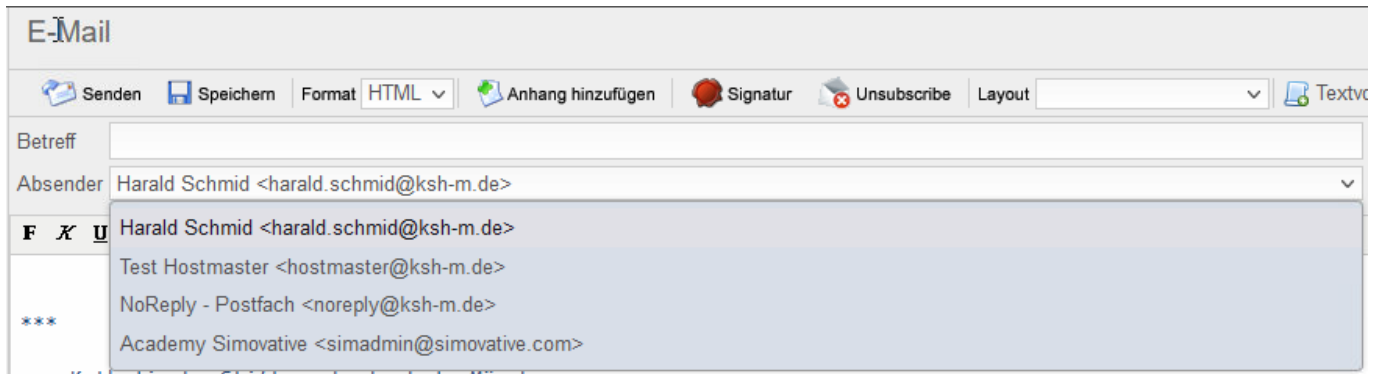 E-Mail
Senden Speichern Format HTML Anhang hinzufügen Signatur Unsubscribe Layout
Betreff
Absender Harald Schmid <harald.schmid@ksh-m.de>
F K U Harald Schmid <harald.schmid@ksh-m.de>
Test Hostmaster <hostmaster@ksh-m.de>
NoReply - Postfach <noreply@ksh-m.de>
***
Academy Simovative <simadmin@simovative.com>